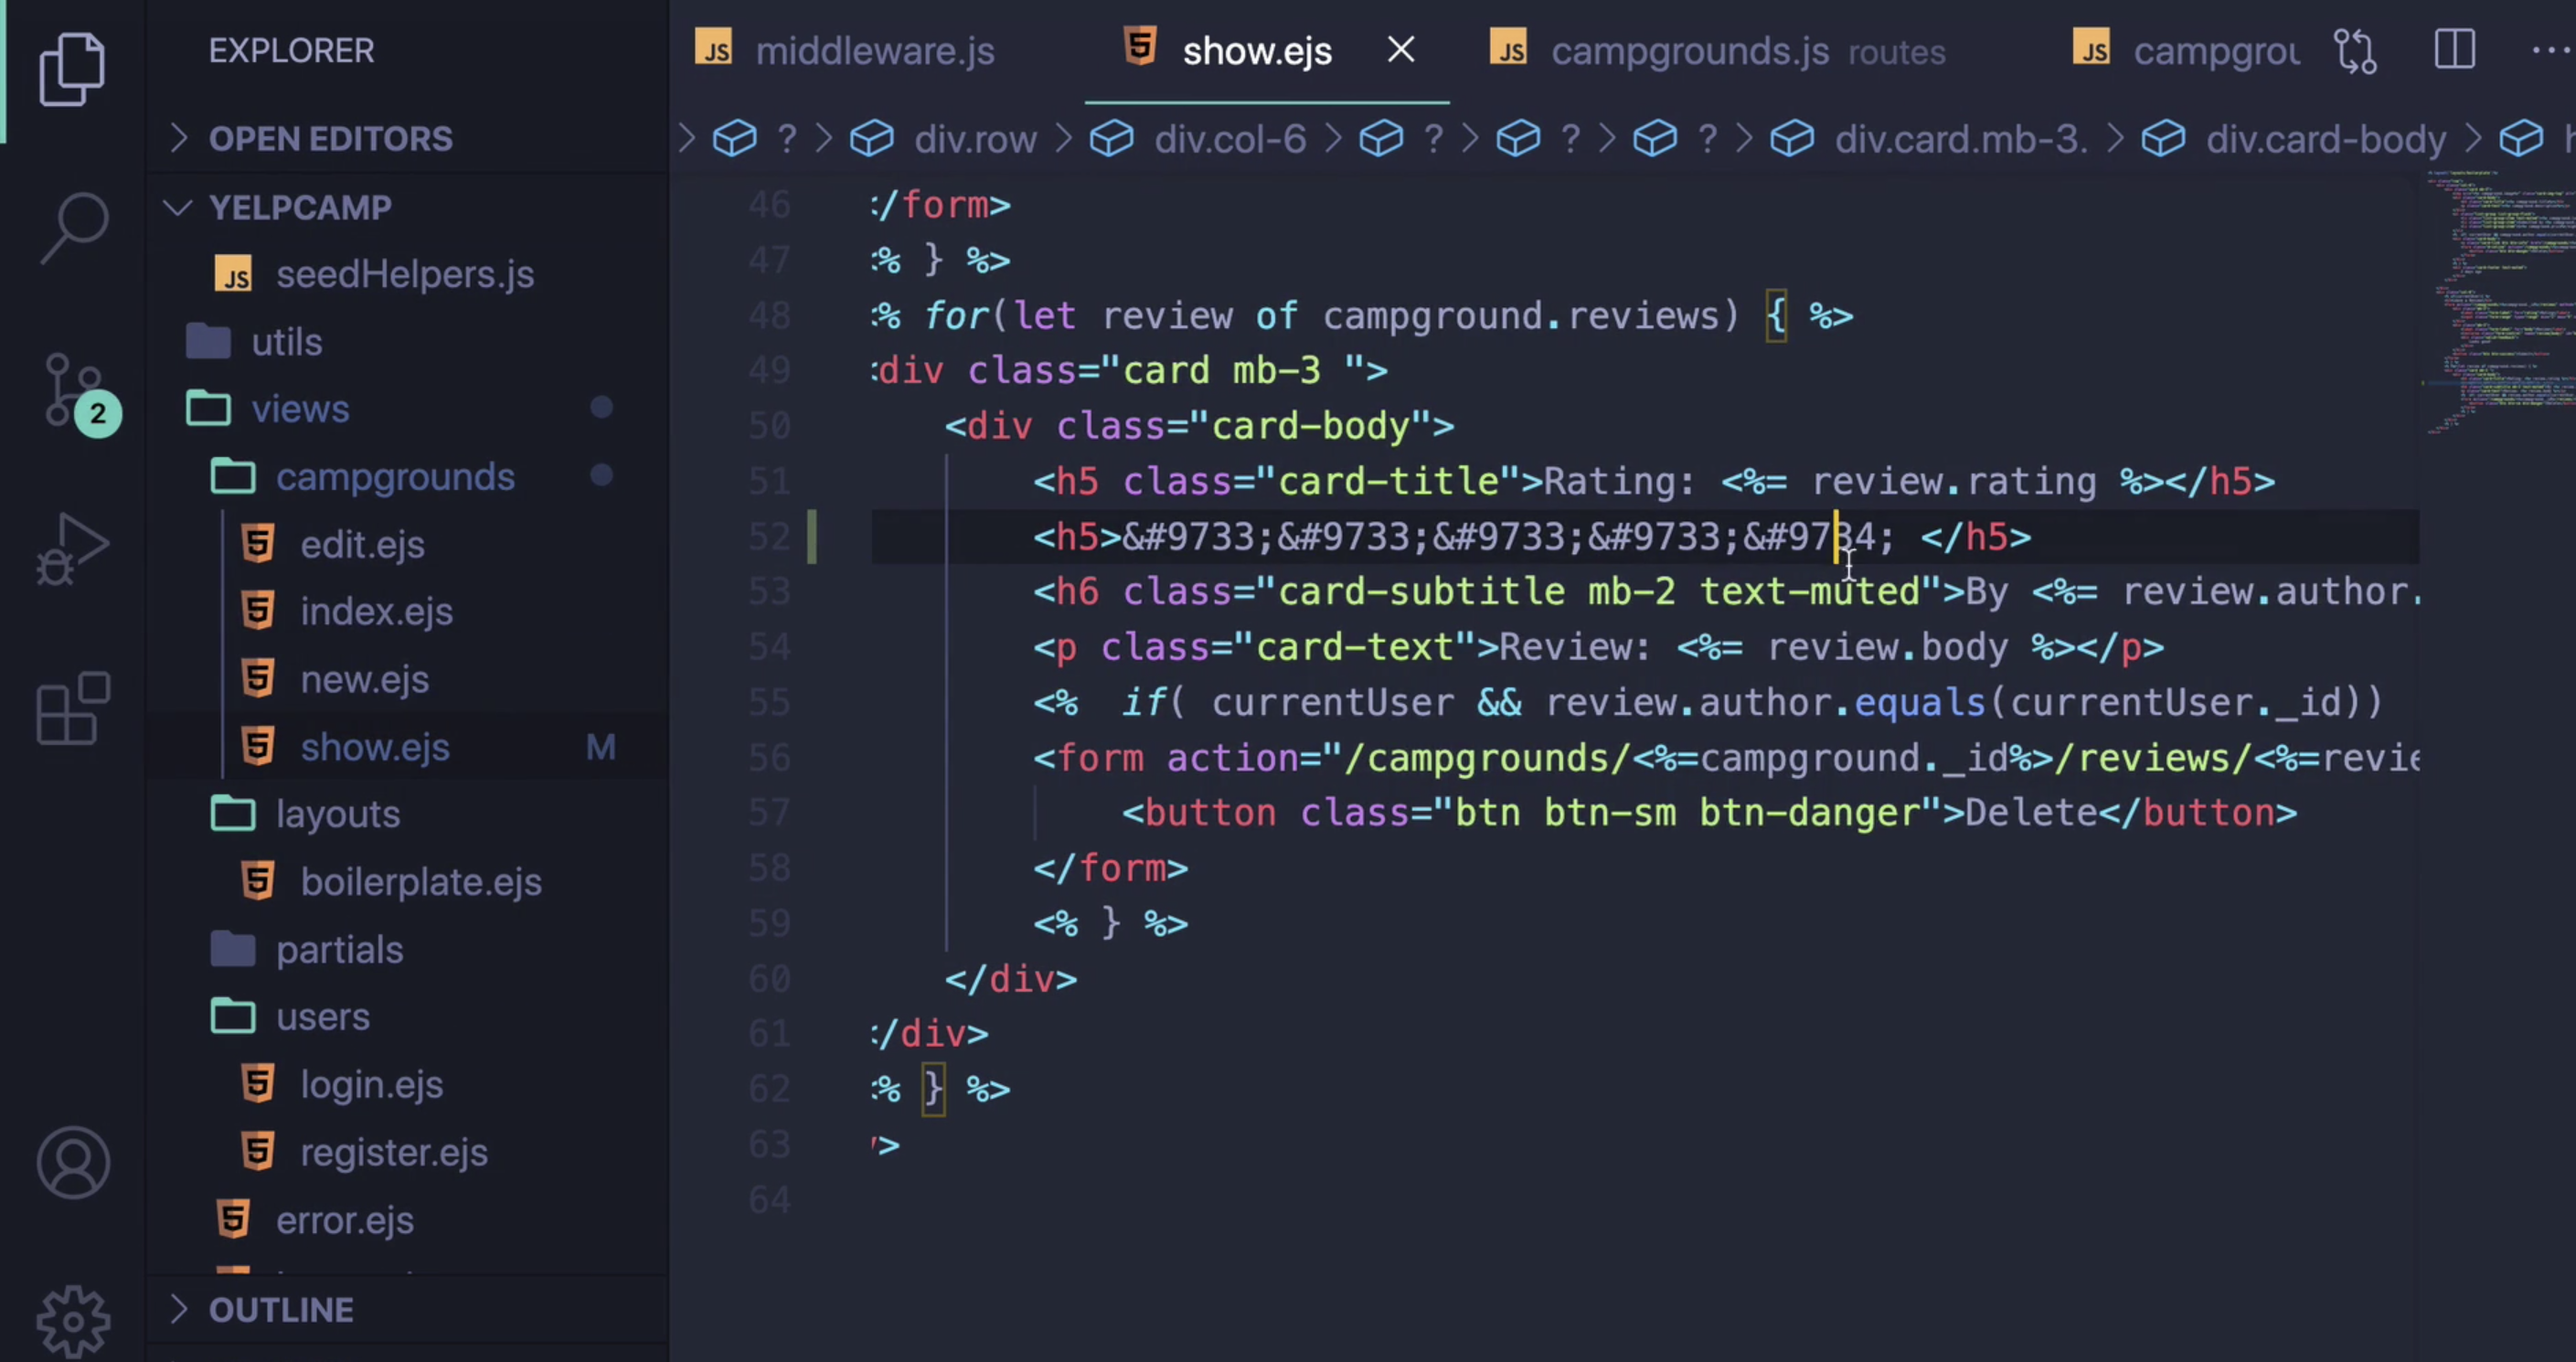 EXPLORER
OPEN EDITORS
YELPCAMP
JS seedHelpers.js
utils
views
campgrounds
edit.ejs
index.ejs
new.ejs
show.ejs M
layouts
boilerplate.ejs
partials
users
login.ejs
register.ejs
error.ejs
OUTLINE
2
JS middleware.js
show.ejs
JS campgrounds.js routes
JS campgrou
? > div.row > div.col-6 > ? > ? > ? > div.card.mb-3. > div.card-body > h
46 </form>
47 <% } %>
48 <% for(let review of campground.reviews) { %>
49 <div class="card mb-3 ">
50 <div class="card-body">
51 <h5 class="card-title">Rating: <%= review.rating %></h5>
52 <h5>&#9733;&#9733;&#9733;&#9733;&#9734; </h5>
53 <h6 class="card-subtitle mb-2 text-muted">By <%= review.author.
54 <p class="card-text">Review: <%= review.body %></p>
55 <%  if( currentUser && review.author.equals(currentUser._id))
56 <form action="/campgrounds/<%=campground._id%>/reviews/<%=revie
57 <button class="btn btn-sm btn-danger">Delete</button>
58 </form>
59 <% } %>
60 </div>
61 </div>
62 <% } %>
63 >
64